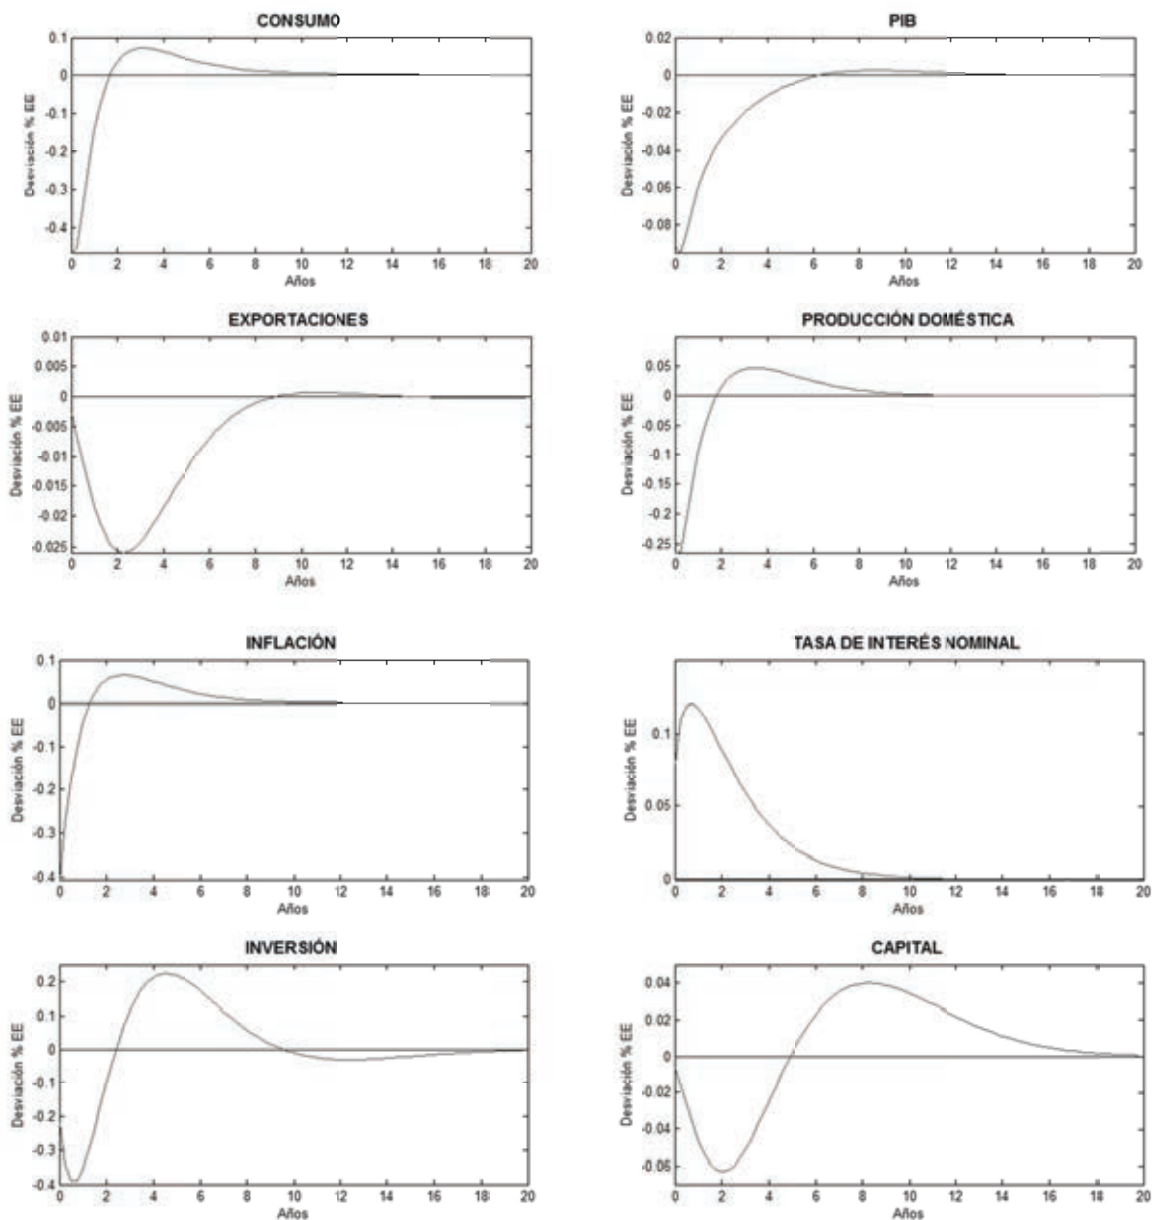 CONSUMO
Desviación % EE
0.1
0
-0.1
-0.2
-0.3
-0.4
0 2 4 6 8 10 12 14 16 18 20
Años
PIB
Desviación % EE
0.02
0
-0.02
-0.04
-0.06
-0.08
0 2 4 6 8 10 12 14 16 18 20
Años
EXPORTACIONES
Desviación % EE
0.01
0.005
0
-0.005
-0.01
0.015
-0.02
-0.025
0 2 4 6 8 10 12 14 16 18 20
Años
PRODUCCIÓN DOMÉSTICA
Desviación % EE
0.05
0
-0.05
-0.1
-0.15
-0.2
-0.25
0 2 4 6 8 10 12 14 16 18 20
Años
INFLACIÓN
Desviación % EE
0.1
0
-0.1
-0.2
-0.3
-0.4
0 2 4 6 8 10 12 14 16 18 20
Años
TASA DE INTERÉS NOMINAL
Desviación % EE
0.1
0.05
0
0 2 4 6 8 10 12 14 16 18 20
Años
INVERSIÓN
Desviación % EE
0.2
0.1
0
-0.1
-0.2
-0.3
-0.4
0 2 4 6 8 10 12 14 16 18 20
Años
CAPITAL
Desviación % EE
0.04
0.02
0
-0.02
-0.04
-0.06
0 2 4 6 8 10 12 14 16 18 20
Años